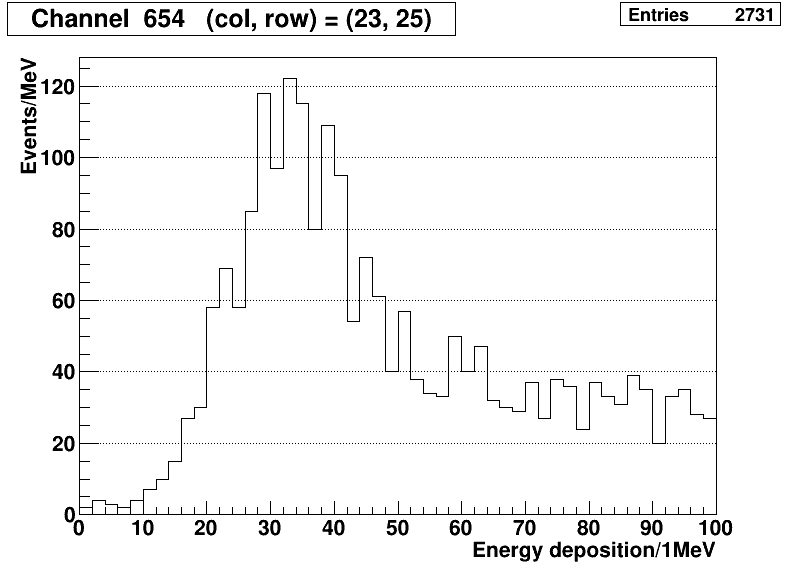 Channel 654 (col, row) = (23, 25)
Entries 2731
Events/MeV
120
100
80
60
40
20
0
0 10 20 30 40 50 60 70 80 90 100
Energy deposition/1MeV